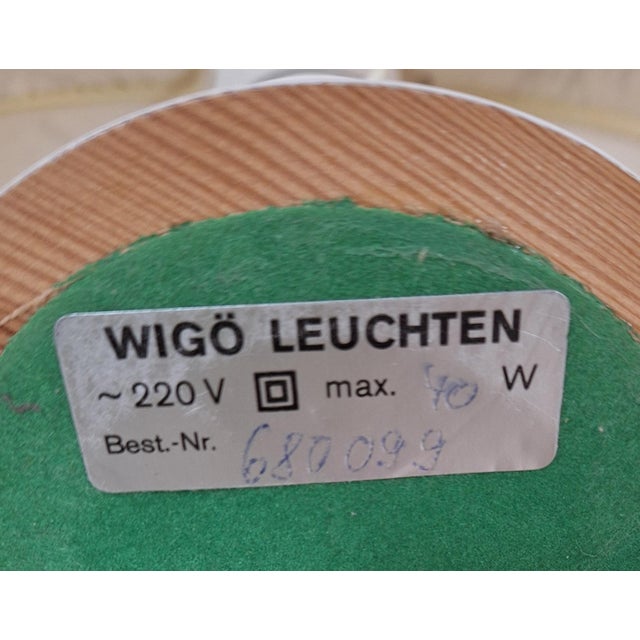 WIGÖ LEUCHTEN
~ 220 V max. 40 W
Best.-Nr. 680099